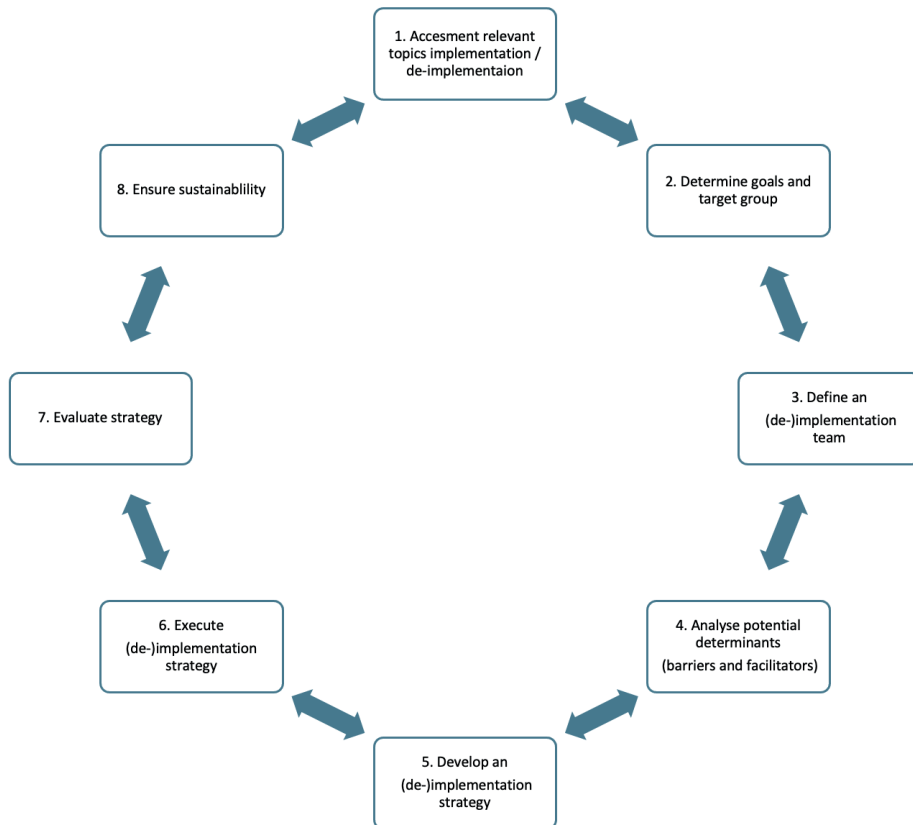 1. Accesment relevant
topics implementation /
de-implementaion
2. Determine goals and
target group
3. Define an
(de-)implementation
team
4. Analyse potential
determinants
(barriers and facilitators)
5. Develop an
(de-)implementation
strategy
6. Execute
(de-)implementation
strategy
7. Evaluate strategy
8. Ensure sustainablility